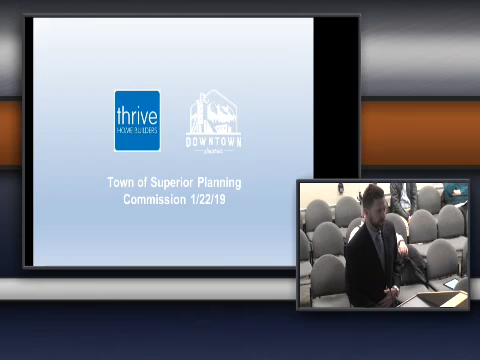 thrive
HOME BUILDERS
DOWNTOWN
Town of Superior Planning
Commission 1/22/19